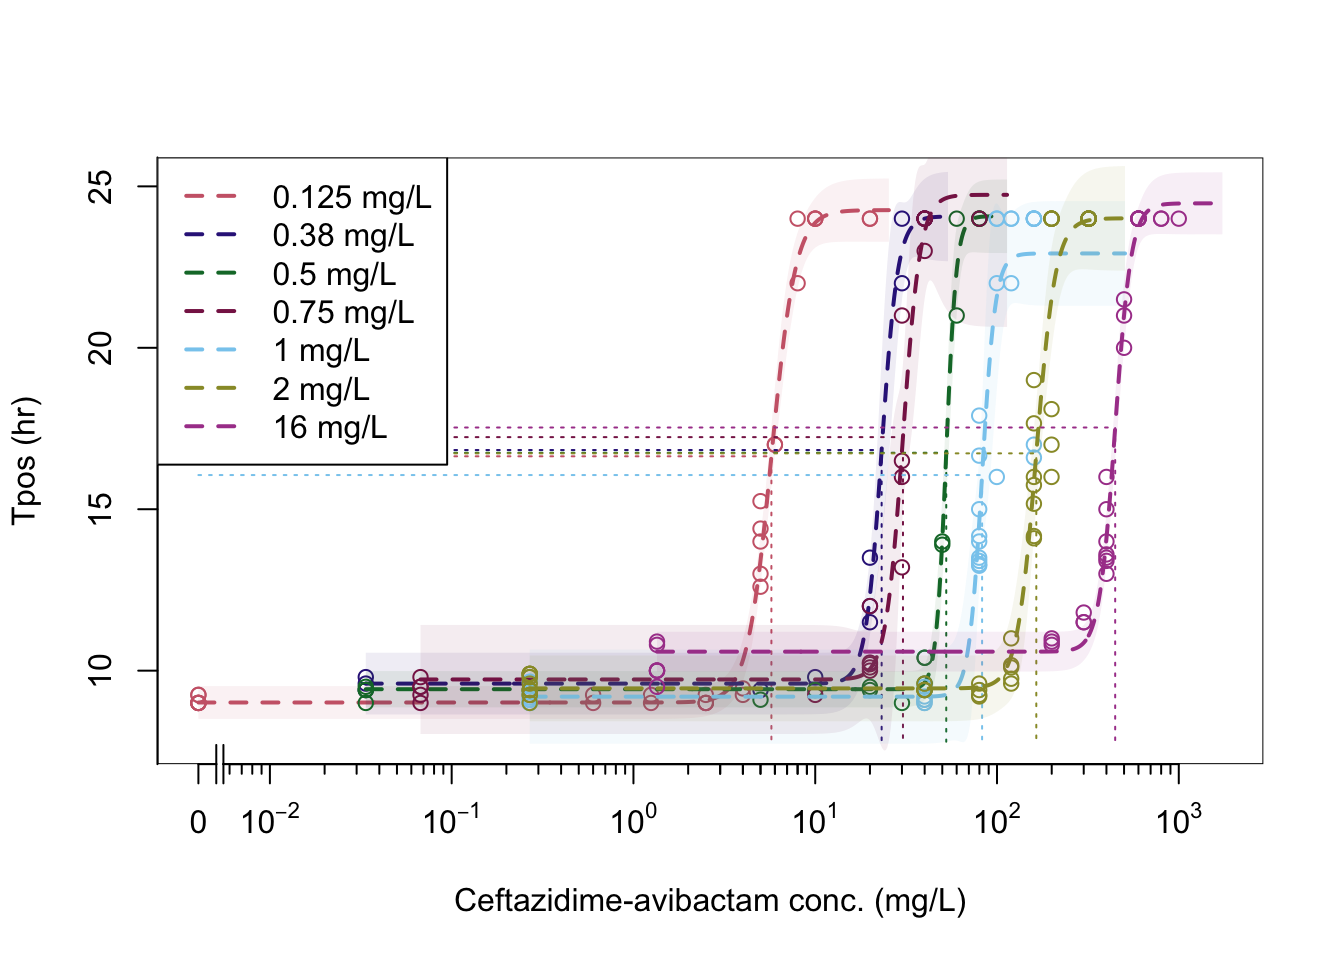 25
20
15
10
Tpos (hr)
0.125 mg/L
0.38 mg/L
0.5 mg/L
0.75 mg/L
1 mg/L
2 mg/L
16 mg/L
0 10⁻² 10⁻¹ 10⁰ 10¹ 10² 10³
Ceftazidime-avibactam conc. (mg/L)